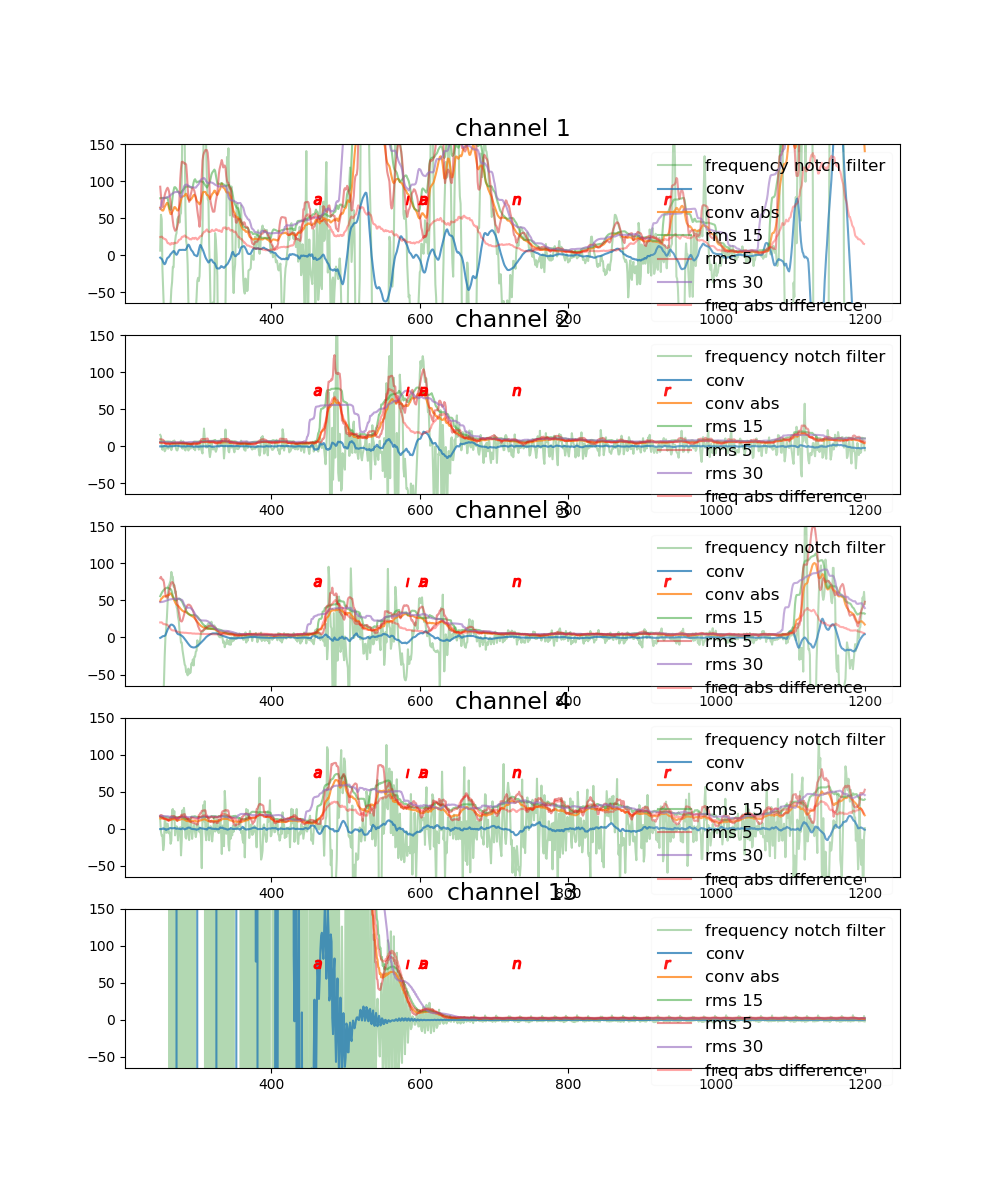 channel 1
150
100
50
0
−50
a ı a n r
frequency notch filter
conv
conv abs
rms 15
rms 5
rms 30
freq abs difference
400 600 800 1000 1200
channel 2
150
100
50
0
−50
a ı a n r
frequency notch filter
conv
conv abs
rms 15
rms 5
rms 30
freq abs difference
400 600 800 1000 1200
channel 3
150
100
50
0
−50
a ı a n r
frequency notch filter
conv
conv abs
rms 15
rms 5
rms 30
freq abs difference
400 600 800 1000 1200
channel 4
150
100
50
0
−50
a ı a n r
frequency notch filter
conv
conv abs
rms 15
rms 5
rms 30
freq abs difference
400 600 800 1000 1200
channel 13
150
100
50
0
−50
a ı a n r
frequency notch filter
conv
conv abs
rms 15
rms 5
rms 30
freq abs difference
400 600 800 1000 1200